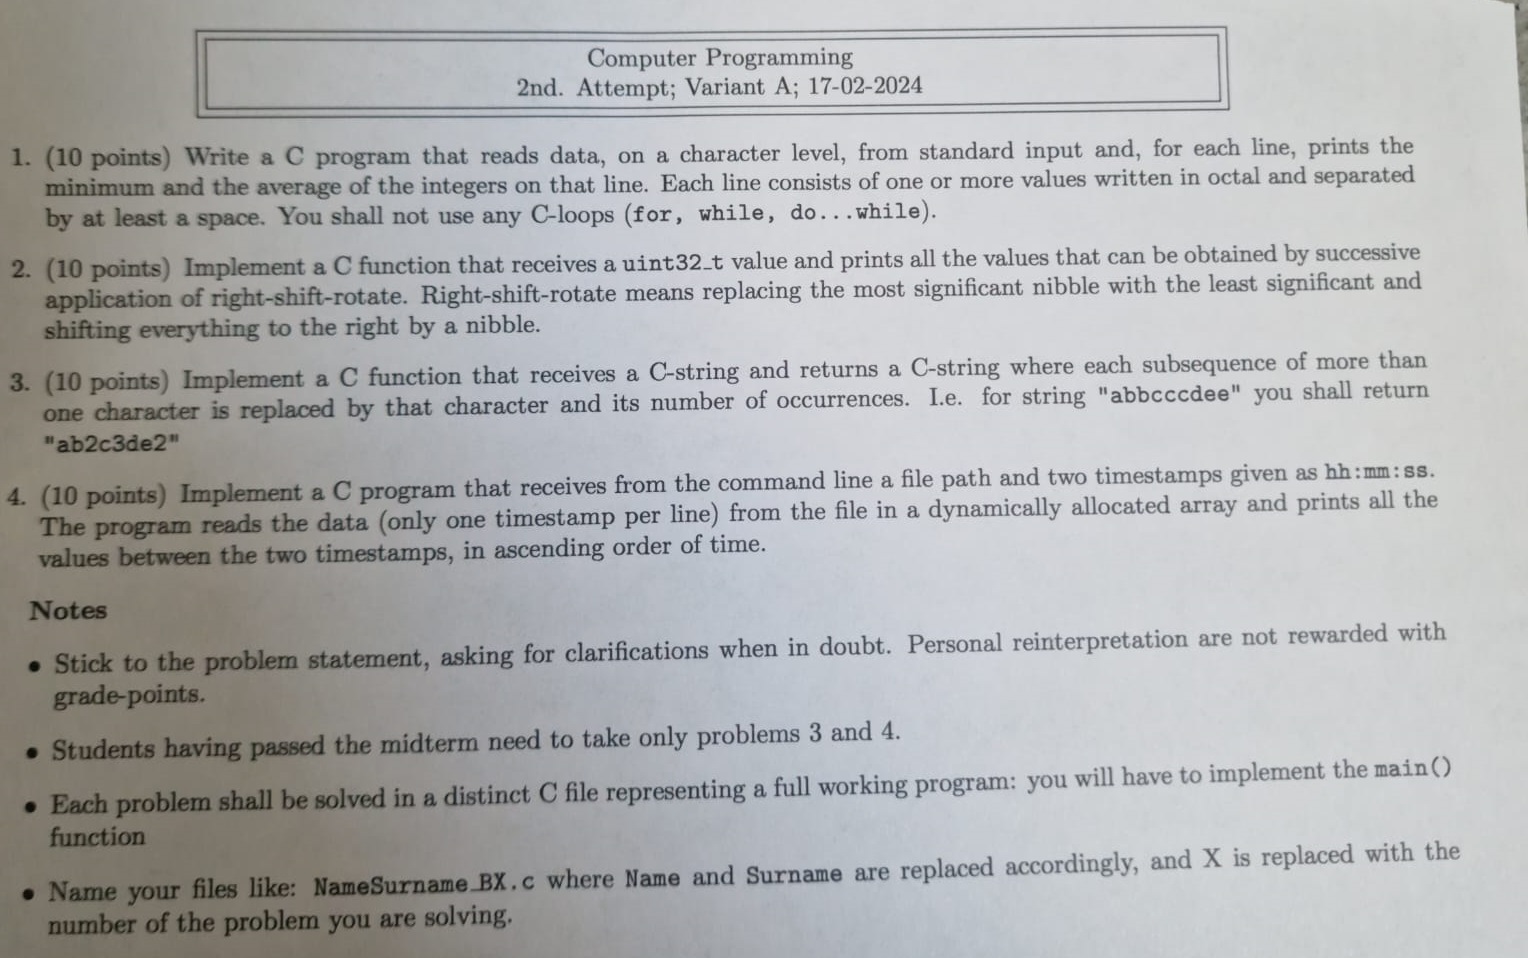 Computer Programming
2nd. Attempt; Variant A; 17-02-2024
1. (10 points) Write a C program that reads data, on a character level, from standard input and, for each line, prints the
minimum and the average of the integers on that line. Each line consists of one or more values written in octal and separated
by at least a space. You shall not use any C-loops (for, while, do...while).
2. (10 points) Implement a C function that receives a uint32_t value and prints all the values that can be obtained by successive
application of right-shift-rotate. Right-shift-rotate means replacing the most significant nibble with the least significant and
shifting everything to the right by a nibble.
3. (10 points) Implement a C function that receives a C-string and returns a C-string where each subsequence of more than
one character is replaced by that character and its number of occurrences. I.e. for string "abbcccdee" you shall return
"ab2c3de2"
4. (10 points) Implement a C program that receives from the command line a file path and two timestamps given as hh:mm:ss.
The program reads the data (only one timestamp per line) from the file in a dynamically allocated array and prints all the
values between the two timestamps, in ascending order of time.
Notes
• Stick to the problem statement, asking for clarifications when in doubt. Personal reinterpretation are not rewarded with
grade-points.
• Students having passed the midterm need to take only problems 3 and 4.
• Each problem shall be solved in a distinct C file representing a full working program: you will have to implement the main()
function
• Name your files like: NameSurname_BX.c where Name and Surname are replaced accordingly, and X is replaced with the
number of the problem you are solving.